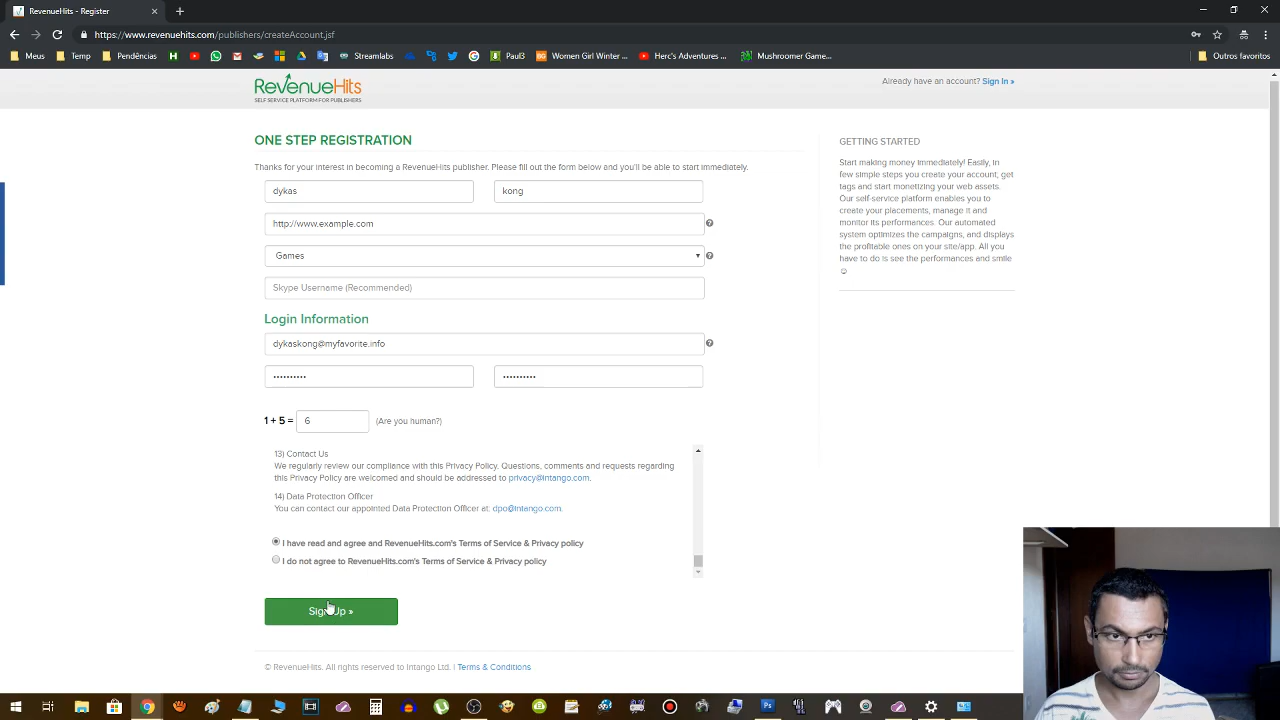 RevenueHits - Register
https://www.revenuehits.com/publishers/createAccount.jsf
Meus
Temp
Pendências
Streamlabs
Paul3
Women Girl Winter ...
Herc's Adventures...
Mushroomer Game...
Outros favoritos
RevenueHits
SELF SERVICE PLATFORM FOR PUBLISHERS
Already have an account? Sign In »
ONE STEP REGISTRATION
Thanks for your interest in becoming a RevenueHits publisher. Please fill out the form below and you'll be able to start immediately.
dykas
kong
http://www.example.com
Games
Skype Username (Recommended)
Login Information
dykaskong@myfavorite.info
1 + 5 =
6
(Are you human?)
13) Contact Us
We regularly review our compliance with this Privacy Policy. Questions, comments and requests regarding
this Privacy Policy are welcomed and should be addressed to privacy@intango.com.
14) Data Protection Officer
You can contact our appointed Data Protection Officer at: dpo@intango.com.
I have read and agree and RevenueHits.com's Terms of Service & Privacy policy
I do not agree to RevenueHits.com's Terms of Service & Privacy policy
Sign Up »
© RevenueHits. All rights reserved to Intango Ltd. | Terms & Conditions
GETTING STARTED
Start making money immediately! Easily, in
few simple steps you create your account, get
tags and start monetizing your web assets.
Our self-service platform enables you to
create your placements, manage it and
monitor its performances. Our automated
system optimizes the campaigns, and displays
the profitable ones on your site/app. All you
have to do is see the performances and smile
☺